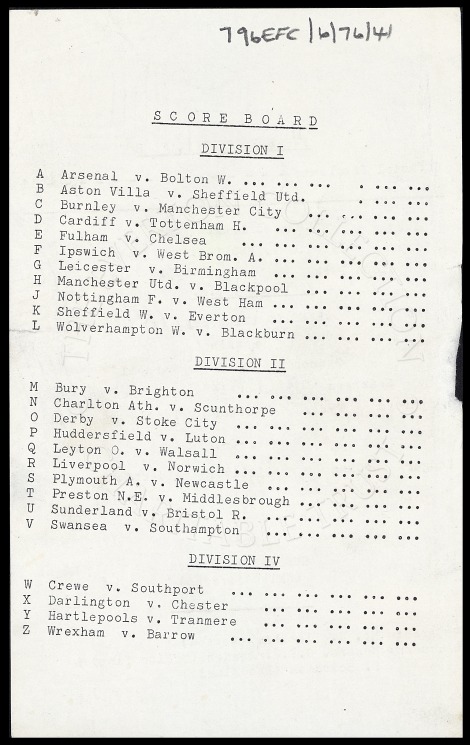 796EFC/6/76/41
SCORE BOARD
DIVISION I
A Arsenal v. Bolton W. ... ... ... . ... ...
B Aston Villa v. Sheffield Utd. . ... ...
C Burnley v. Manchester City ... ... ... ...
D Cardiff v. Tottenham H. ... ... ... ... ...
E Fulham v. Chelsea ... ... ... ... ... ...
F Ipswich v. West Brom. A. ... ... ... ... ...
G Leicester v. Birmingham ... ... ... ... ...
H Manchester Utd. v. Blackpool ... ... ... ...
J Nottingham F. v. West Ham ... ... ... ... ...
K Sheffield W. v. Everton ... ... ... ... ...
L Wolverhampton W. v. Blackburn ... ... ... ...
DIVISION II
M Bury v. Brighton ... ... ... ... ... ...
N Charlton Ath. v. Scunthorpe ... ... ... ...
O Derby v. Stoke City ... ... ... ... ... ...
P Huddersfield v. Luton ... ... ... ... ... ...
Q Leyton O. v. Walsall ... ... ... ... ... ...
R Liverpool v. Norwich ... ... ... ... ... ...
S Plymouth A. v. Newcastle ... ... ... ... ...
T Preston N.E. v. Middlesbrough ... ... ... ...
U Sunderland v. Bristol R. ... ... ... ... ...
V Swansea v. Southampton ... ... ... ... ...
DIVISION IV
W Crewe v. Southport ... ... ... ... ... ...
X Darlington v. Chester ... ... ... ... ...
Y Hartlepools v. Tranmere ... ... ... ... ...
Z Wrexham v. Barrow ... ... ... ... ... ...